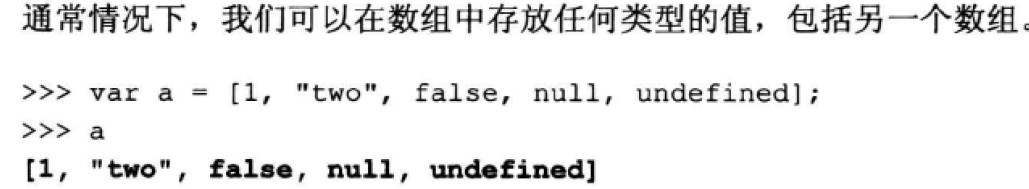 通常情况下，我们可以在数组中存放任何类型的值，包括另一个数组。
>>> var a = [1, "two", false, null, undefined];
>>> a
[1, "two", false, null, undefined]